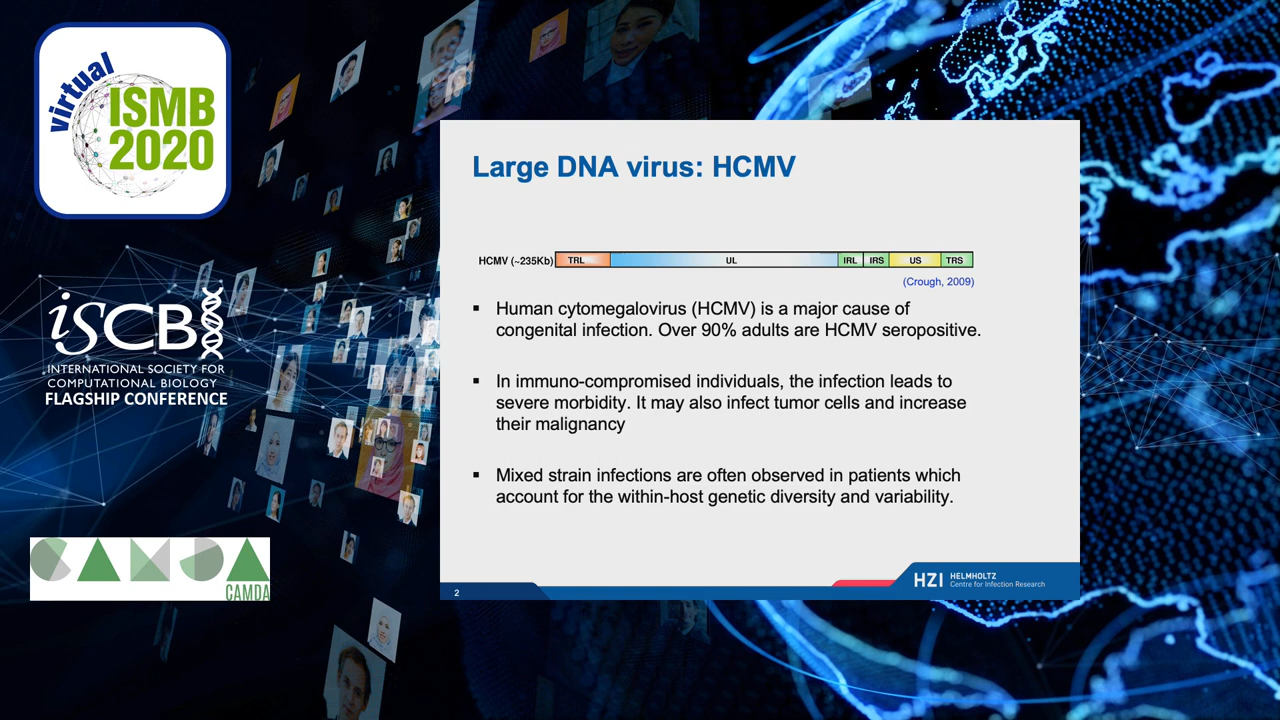 virtual
ISMB
2020
iSCB
INTERNATIONAL SOCIETY FOR
COMPUTATIONAL BIOLOGY
FLAGSHIP CONFERENCE
CAMDA
CAMDA
Large DNA virus: HCMV
HCMV (~235Kb) TRL UL IRL IRS US TRS
(Crough, 2009)
▪ Human cytomegalovirus (HCMV) is a major cause of
congenital infection. Over 90% adults are HCMV seropositive.
▪ In immuno-compromised individuals, the infection leads to
severe morbidity. It may also infect tumor cells and increase
their malignancy
▪ Mixed strain infections are often observed in patients which
account for the within-host genetic diversity and variability.
2
HZI HELMHOLTZ
Centre for Infection Research